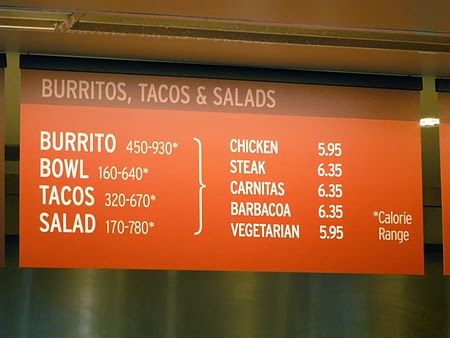 BURRITOS, TACOS & SALADS
BURRITO 450-930*
BOWL 160-640*
TACOS 320-670*
SALAD 170-780*
CHICKEN 5.95
STEAK 6.35
CARNITAS 6.35
BARBACOA 6.35
VEGETARIAN 5.95
*Calorie
Range